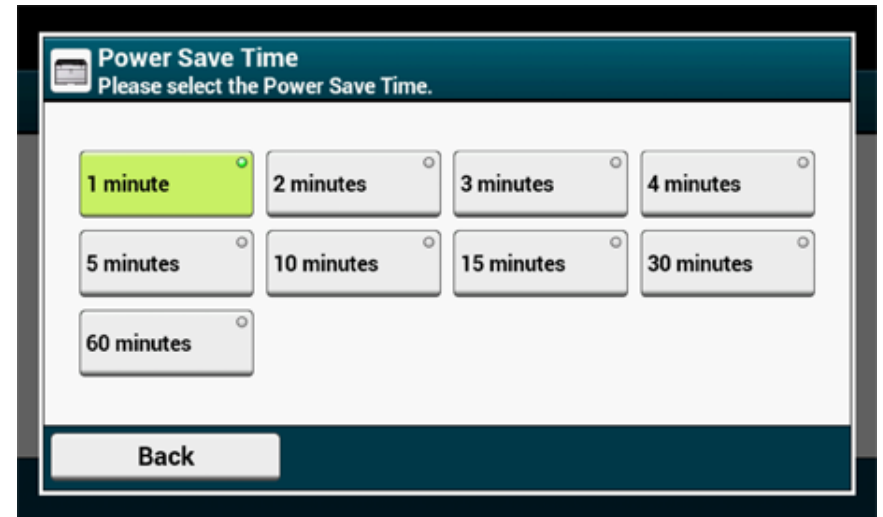 Power Save Time
Please select the Power Save Time.
1 minute
2 minutes
3 minutes
4 minutes
5 minutes
10 minutes
15 minutes
30 minutes
60 minutes
Back